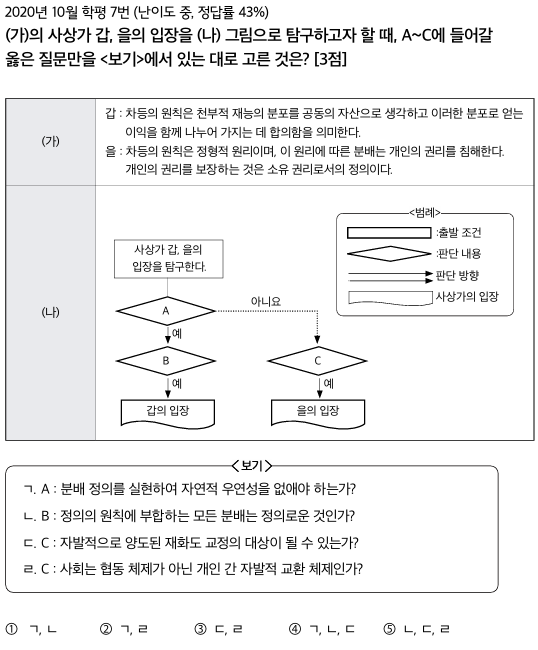 2020년 10월 학평 7번 (난이도 중, 정답률 43%)
(가)의 사상가 갑, 을의 입장을 (나) 그림으로 탐구하고자 할 때, A~C에 들어갈
옳은 질문만을 <보기>에서 있는 대로 고른 것은? [3점]
(가)
갑 : 차등의 원칙은 천부적 재능의 분포를 공동의 자산으로 생각하고 이러한 분포로 얻는
이익을 함께 나누어 가지는 데 합의함을 의미한다.
을 : 차등의 원칙은 정형적 원리이며, 이 원리에 따른 분배는 개인의 권리를 침해한다.
개인의 권리를 보장하는 것은 소유 권리로서의 정의이다.
(나)
<범례>
:출발 조건
:판단 내용
:판단 방향
:사상가의 입장
사상가 갑, 을의
입장을 탐구한다.
A
아니요
예
B
C
예
예
갑의 입장
을의 입장
<보기>
ㄱ. A : 분배 정의를 실현하여 자연적 우연성을 없애야 하는가?
ㄴ. B : 정의의 원칙에 부합하는 모든 분배는 정의로운 것인가?
ㄷ. C : 자발적으로 양도된 재화도 교정의 대상이 될 수 있는가?
ㄹ. C : 사회는 협동 체제가 아닌 개인 간 자발적 교환 체제인가?
① ㄱ, ㄴ ② ㄱ, ㄹ ③ ㄷ, ㄹ ④ ㄱ, ㄴ, ㄷ ⑤ ㄴ, ㄷ, ㄹ